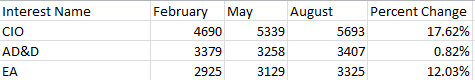 Interest Name February May August Percent Change
CIO 4690 5339 5693 17.62%
AD&D 3379 3258 3407 0.82%
EA 2925 3129 3325 12.03%